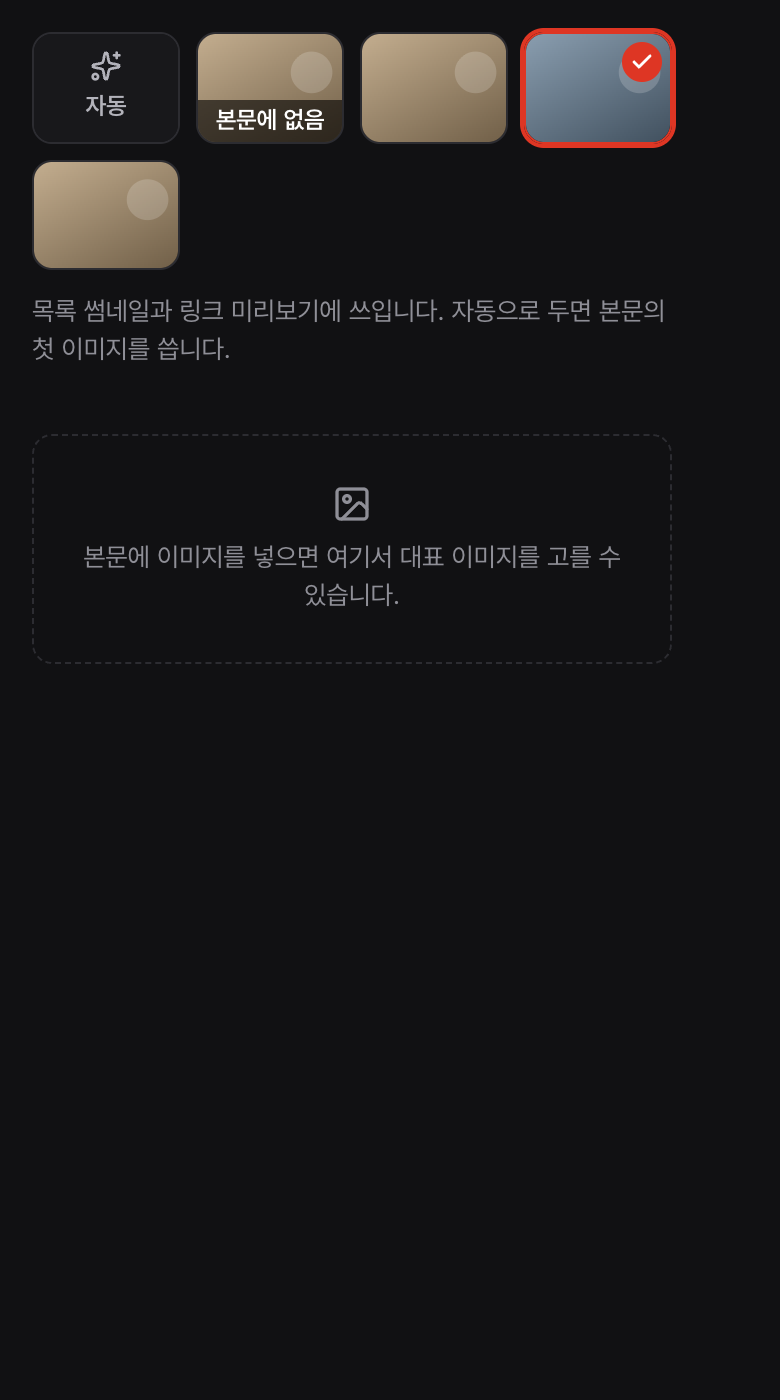 자동
본문에 없음
목록 썸네일과 링크 미리보기에 쓰입니다. 자동으로 두면 본문의
첫 이미지를 씁니다.
본문에 이미지를 넣으면 여기서 대표 이미지를 고를 수
있습니다.